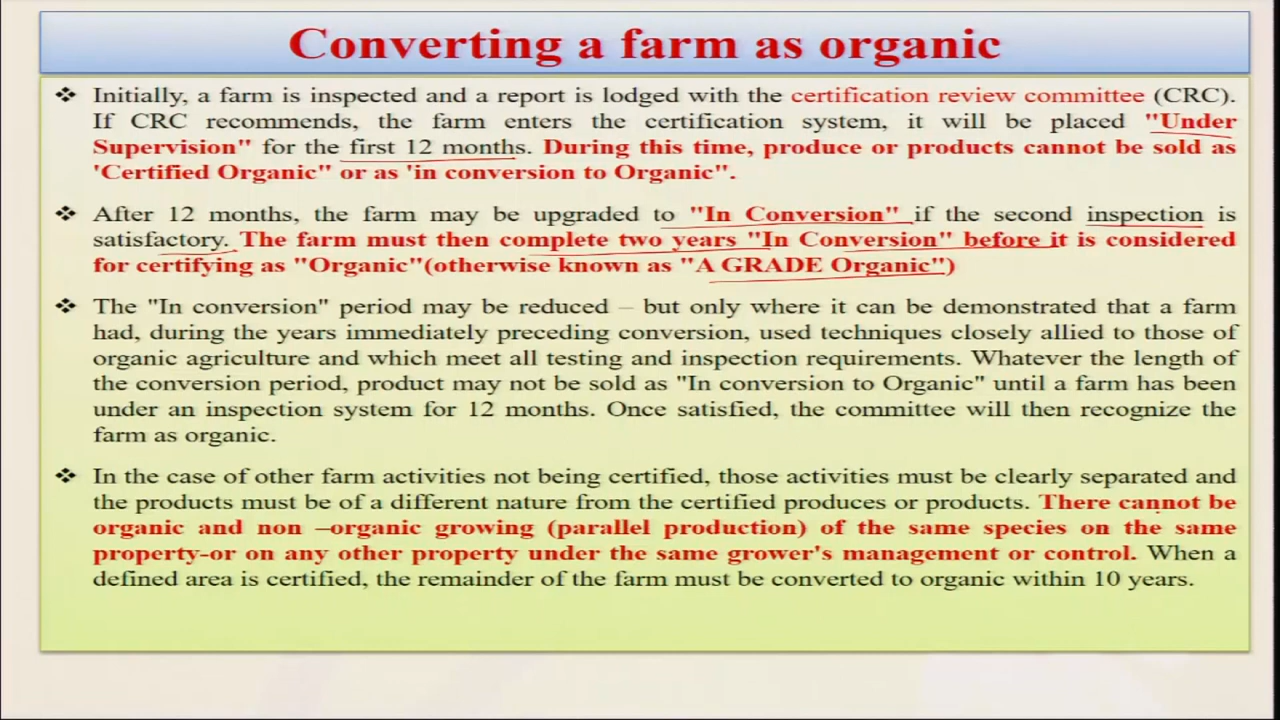 Converting a farm as organic
❖ Initially, a farm is inspected and a report is lodged with the certification review committee (CRC).
If CRC recommends, the farm enters the certification system, it will be placed "Under
Supervision" for the first 12 months. During this time, produce or products cannot be sold as
'Certified Organic" or as 'in conversion to Organic".
❖ After 12 months, the farm may be upgraded to "In Conversion" if the second inspection is
satisfactory. The farm must then complete two years "In Conversion" before it is considered
for certifying as "Organic"(otherwise known as "A GRADE Organic")
❖ The "In conversion" period may be reduced – but only where it can be demonstrated that a farm
had, during the years immediately preceding conversion, used techniques closely allied to those of
organic agriculture and which meet all testing and inspection requirements. Whatever the length of
the conversion period, product may not be sold as "In conversion to Organic" until a farm has been
under an inspection system for 12 months. Once satisfied, the committee will then recognize the
farm as organic.
❖ In the case of other farm activities not being certified, those activities must be clearly separated and
the products must be of a different nature from the certified produces or products. There cannot be
organic and non –organic growing (parallel production) of the same species on the same
property-or on any other property under the same grower's management or control. When a
defined area is certified, the remainder of the farm must be converted to organic within 10 years.